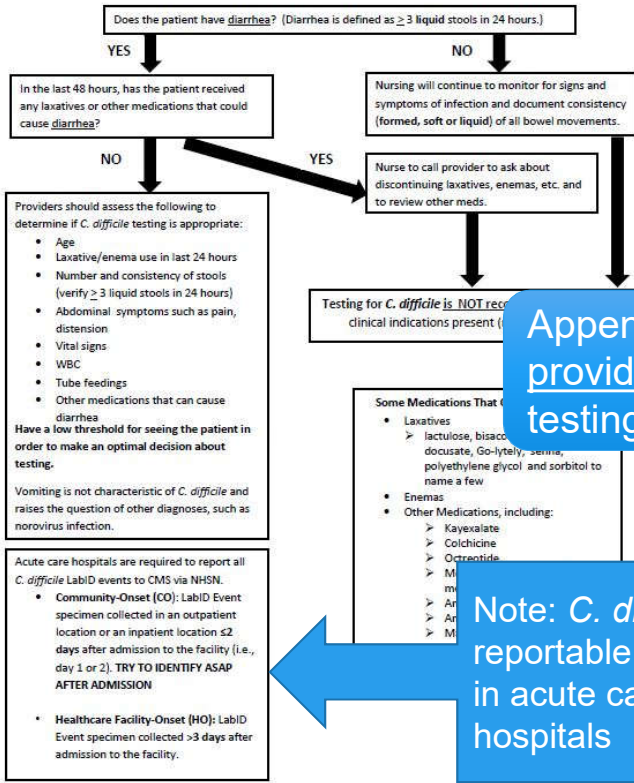 Does the patient have diarrhea? (Diarrhea is defined as ≥ 3 liquid stools in 24 hours.)
YES
NO
In the last 48 hours, has the patient received
any laxatives or other medications that could
cause diarrhea?
Nursing will continue to monitor for signs and
symptoms of infection and document consistency
(formed, soft or liquid) of all bowel movements.
NO
YES
Nurse to call provider to ask about
discontinuing laxatives, enemas, etc. and
to review other meds.
Providers should assess the following to
determine if C. difficile testing is appropriate:
• Age
• Laxative/enema use in last 24 hours
• Number and consistency of stools
(verify ≥ 3 liquid stools in 24 hours)
• Abdominal symptoms such as pain,
distension
• Vital signs
• WBC
• Tube feedings
• Other medications that can cause
diarrhea
Have a low threshold for seeing the patient in
order to make an optimal decision about
testing.
Vomiting is not characteristic of C. difficile and
raises the question of other diagnoses, such as
norovirus infection.
Testing for C. difficile is NOT
clinical indications present
Some Medications That
• Laxatives
➢ lactulose,
docusate, Go-lytely, senna,
polyethylene glycol and sorbitol to
name a few
• Enemas
• Other Medications, including:
➢ Kayexalate
➢ Colchicine
➢ Octreotide
Acute care hospitals are required to report all
C. difficile LabID events to CMS via NHSN.
• Community-Onset (CO): LabID Event
specimen collected in an outpatient
location or an inpatient location ≤2
days after admission to the facility (i.e.,
day 1 or 2). TRY TO IDENTIFY ASAP
AFTER ADMISSION
• Healthcare Facility-Onset (HO): LabID
Event specimen collected >3 days after
admission to the facility.
testing
Note: C.
reportable
in acute
hospitals